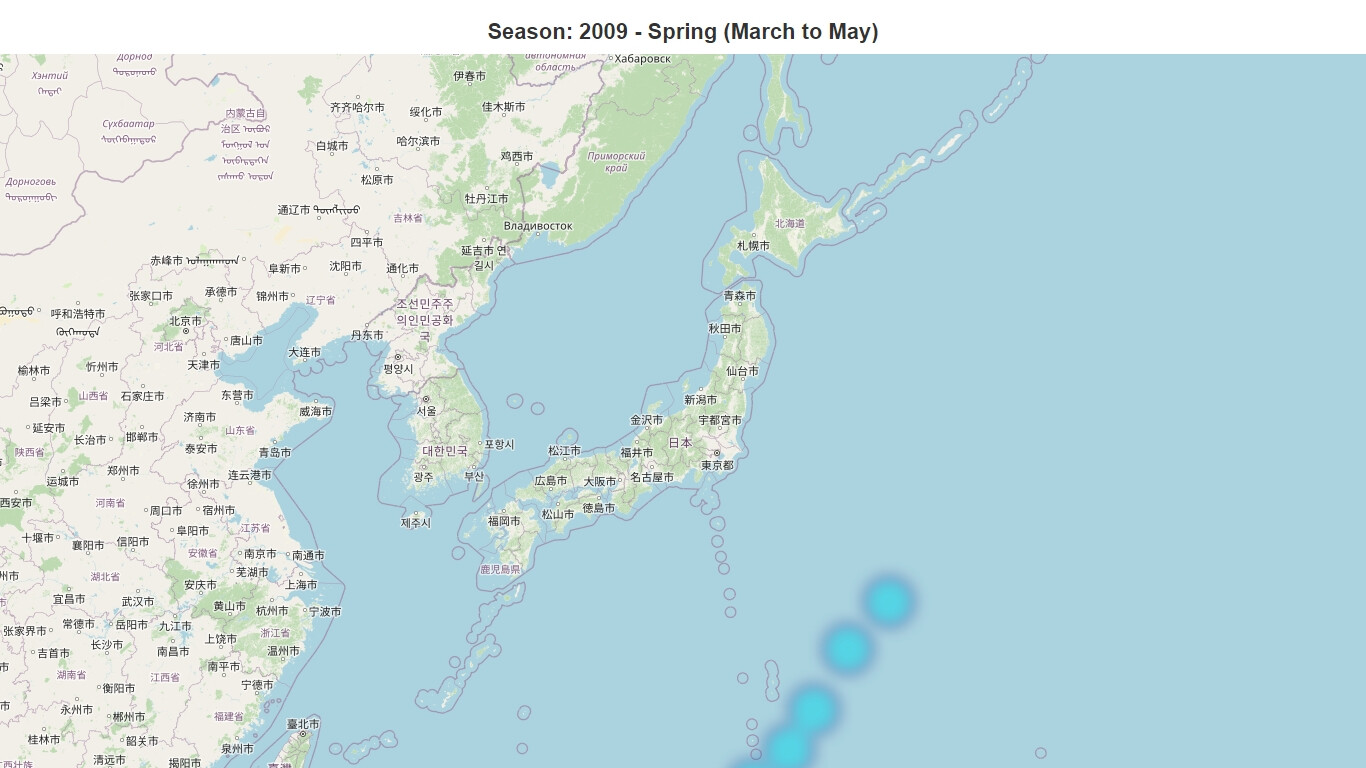 Season: 2009 - Spring (March to May)
Дорнод
автономная
область
Хабаровск
Хэнтий
伊春市
齐齐哈尔市
绥化市
佳木斯市
内蒙古自
治区
Сүхбаатар
白城市
哈尔滨市
鸡西市
Приморский
край
Дорноговь
松原市
牡丹江市
通辽市
吉林省
Владивосток
北海道
四平市
延吉市 연
길시
札幌市
赤峰市
阜新市
沈阳市
通化市
张家口市
承德市
锦州市
辽宁省
조선민주주
의인민공화
국
青森市
呼和浩特市
北京市
秋田市
河北省
唐山市
丹东市
大连市
天津市
평양시
仙台市
榆林市
忻州市
山西省
石家庄市
东营市
吕梁市
威海市
서울
新潟市
延安市
济南市
金沢市
宇都宮市
长治市
邯郸市
山东省
陕西省
泰安市
青岛市
대한민국
포항시
松江市
福井市
日本
東京都
郑州市
运城市
徐州市
连云港市
광주
부산
広島市
大阪市
名古屋市
西安市
河南省
周口市
宿州市
제주시
福岡市
松山市
徳島市
十堰市
襄阳市
信阳市
阜阳市
江苏省
安徽省
南京市
南通市
鹿児島県
州市
湖北省
芜湖市
宜昌市
武汉市
安庆市
上海市
黄山市
杭州市
宁波市
张家界市
常德市
岳阳市
九江市
浙江省
吉首市
长沙市
南昌市
上饶市
温州市
湖南省
江西省
南平市
衡阳市
宁德市
永州市
郴州市
福建省
臺北市
桂林市
韶关市
泉州市
清远市
揭阳市